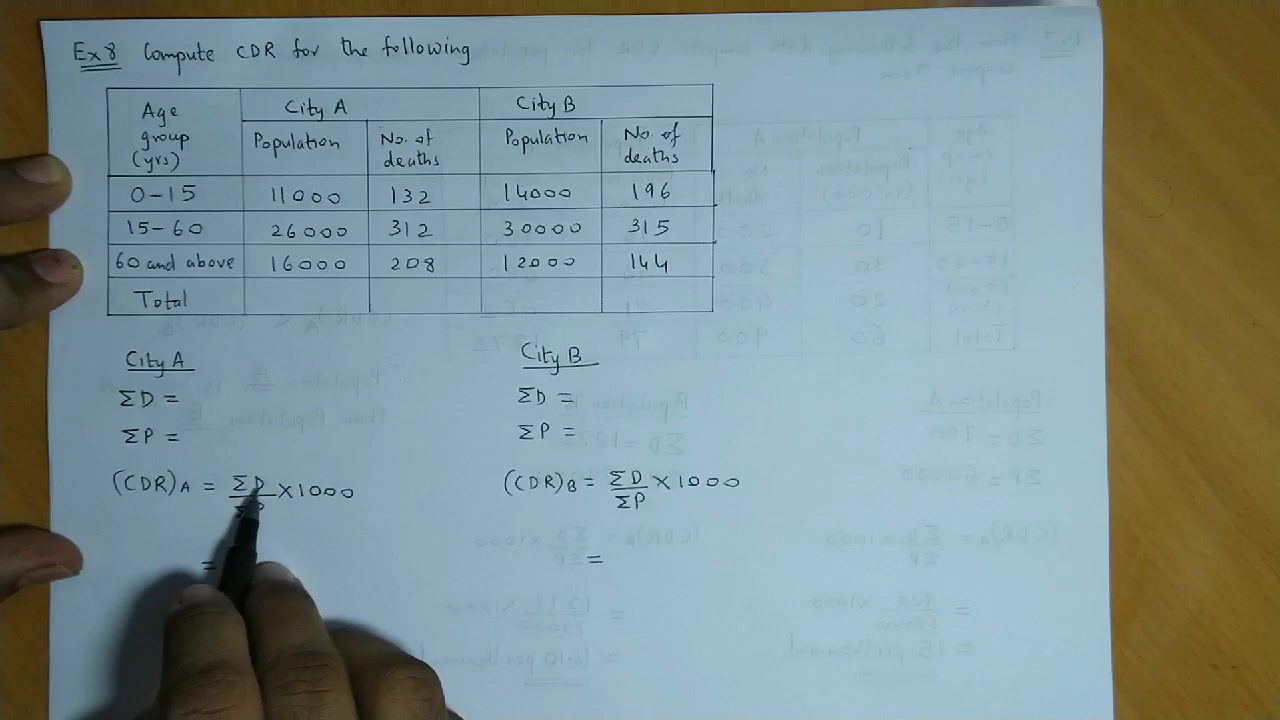 Ex 8 Compute CDR for the following
Age group (yrs) City A City B
Population No. of deaths Population No. of deaths
0-15 11000 132 14000 196
15-60 26000 312 30000 315
60 and above 16000 208 12000 144
Total
City A
ΣD =
ΣP =
(CDR)A = ΣD/ΣP ×1000
=
City B
ΣD =
ΣP =
(CDR)B = ΣD/ΣP ×1000
=